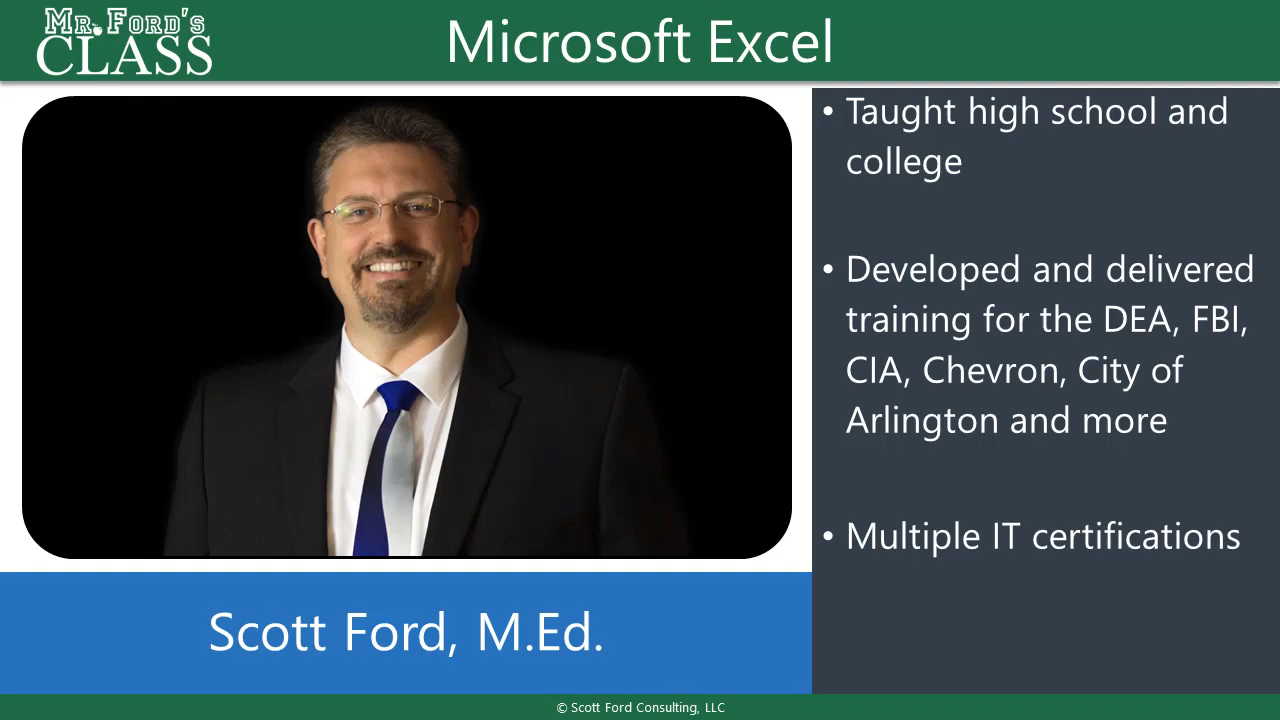 Mr. Ford's
CLASS
Microsoft Excel
• Taught high school and
college
• Developed and delivered
training for the DEA, FBI,
CIA, Chevron, City of
Arlington and more
• Multiple IT certifications
Scott Ford, M.Ed.
© Scott Ford Consulting, LLC